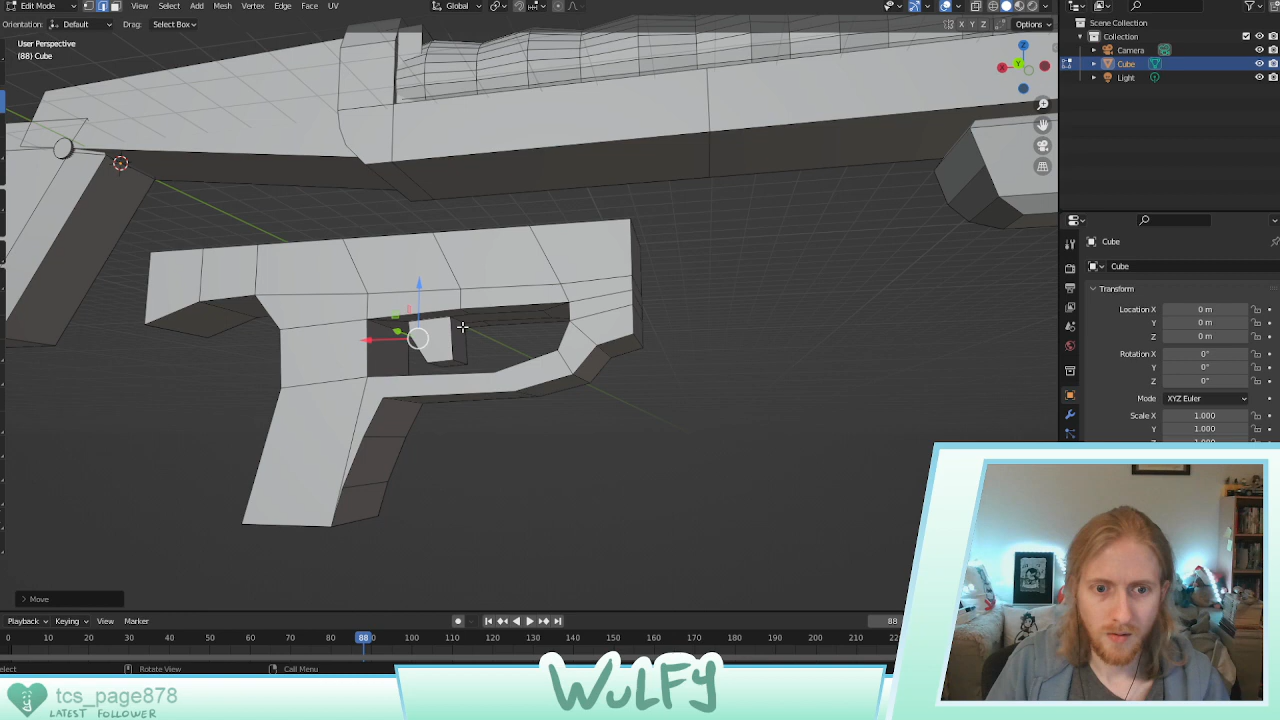 Edit Mode View Select Add Mesh Vertex Edge Face UV Global
Orientation: Default Drag: Select Box X Y Z Options
User Perspective
(88) Cube
Scene Collection
Collection
Camera
Cube
Light
Cube
Cube
Transform
Location X 0 m
Y 0 m
Z 0 m
Rotation X 0°
Y 0°
Z 0°
Mode XYZ Euler
Scale X 1.000
Y 1.000
Move
Playback Keying View Marker 88
0 10 20 30 40 50 60 70 80 88 100 110 120 130 140 150 160 170 180 190 200 210
Rotate View Call Menu
tcs_page878
LATEST FOLLOWER
WULFY